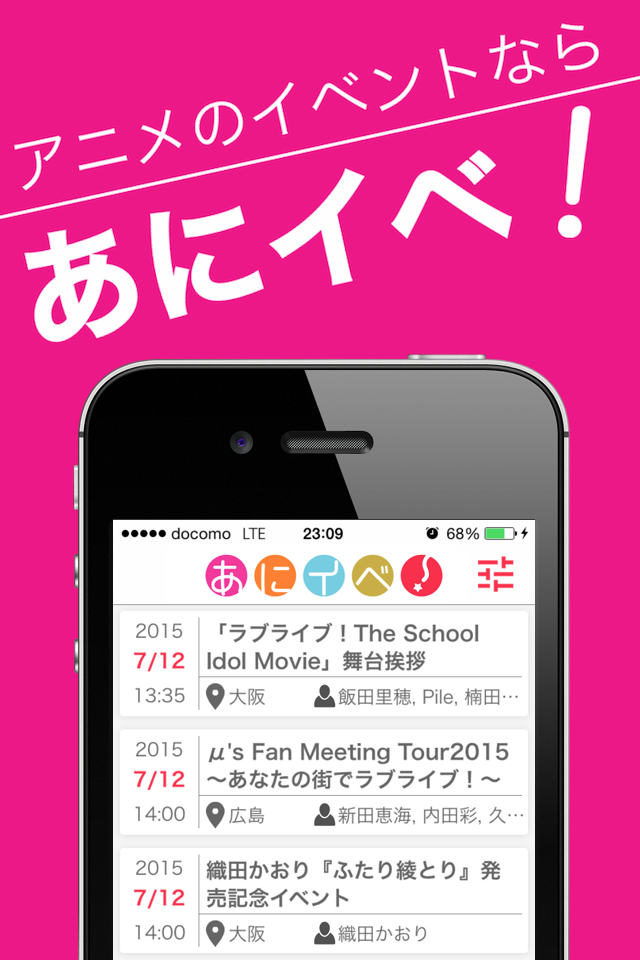 アニメのイベントなら
あにイベ！
docomo LTE 23:09 68%
あにイベ！
2015
7/12
13:35
「ラブライブ！The School
Idol Movie」舞台挨拶
大阪 飯田里穂, Pile, 楠田…
2015
7/12
14:00
μ's Fan Meeting Tour2015
〜あなたの街でラブライブ！〜
広島 新田恵海, 内田彩, 久…
2015
7/12
14:00
織田かおり『ふたり綾とり』発
売記念イベント
大阪 織田かおり